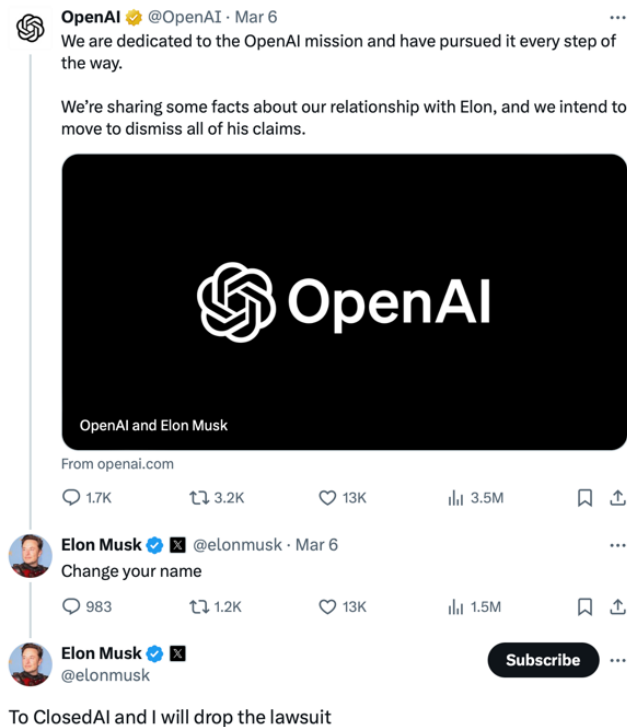 OpenAI @OpenAI · Mar 6
We are dedicated to the OpenAI mission and have pursued it every step of
the way.
We’re sharing some facts about our relationship with Elon, and we intend to
move to dismiss all of his claims.
OpenAI
OpenAI and Elon Musk
From openai.com
1.7K 3.2K 13K 3.5M
Elon Musk X @elonmusk · Mar 6
Change your name
983 1.2K 13K 1.5M
Elon Musk X
@elonmusk
Subscribe
To ClosedAI and I will drop the lawsuit